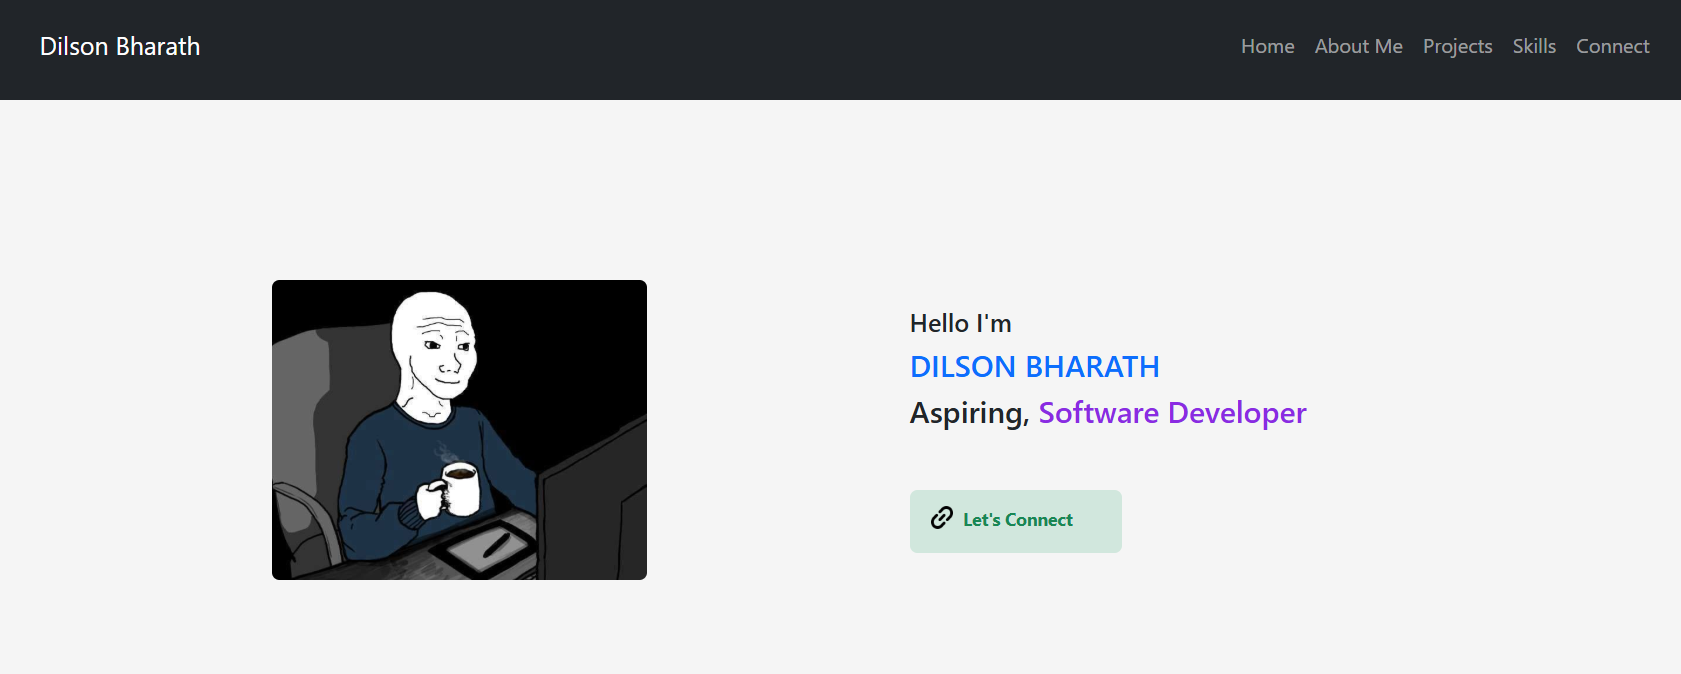 Dilson Bharath
Home About Me Projects Skills Connect
Hello I'm
DILSON BHARATH
Aspiring, Software Developer
Let's Connect